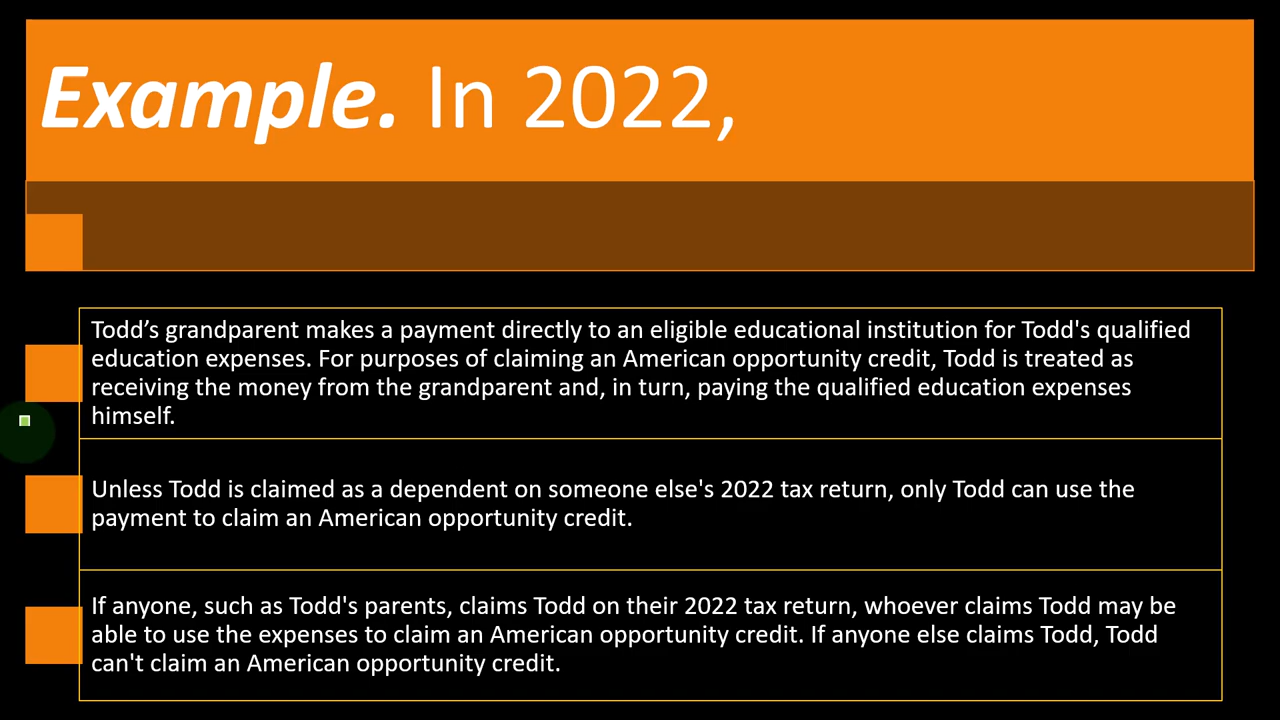 Example. In 2022,
Todd’s grandparent makes a payment directly to an eligible educational institution for Todd's qualified
education expenses. For purposes of claiming an American opportunity credit, Todd is treated as
receiving the money from the grandparent and, in turn, paying the qualified education expenses
himself.
Unless Todd is claimed as a dependent on someone else's 2022 tax return, only Todd can use the
payment to claim an American opportunity credit.
If anyone, such as Todd's parents, claims Todd on their 2022 tax return, whoever claims Todd may be
able to use the expenses to claim an American opportunity credit. If anyone else claims Todd, Todd
can't claim an American opportunity credit.